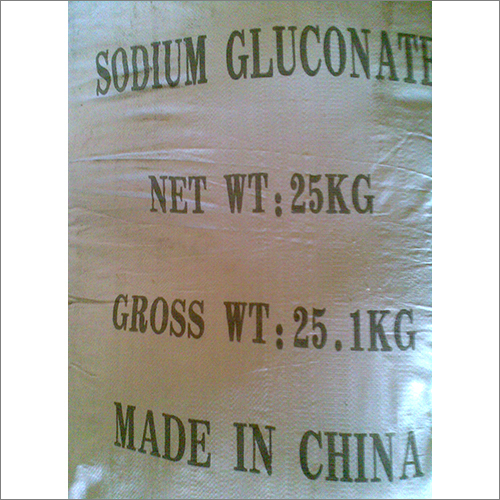 SODIUM GLUCONATE
NET WT:25KG
GROSS WT:25.1KG
MADE IN CHINA